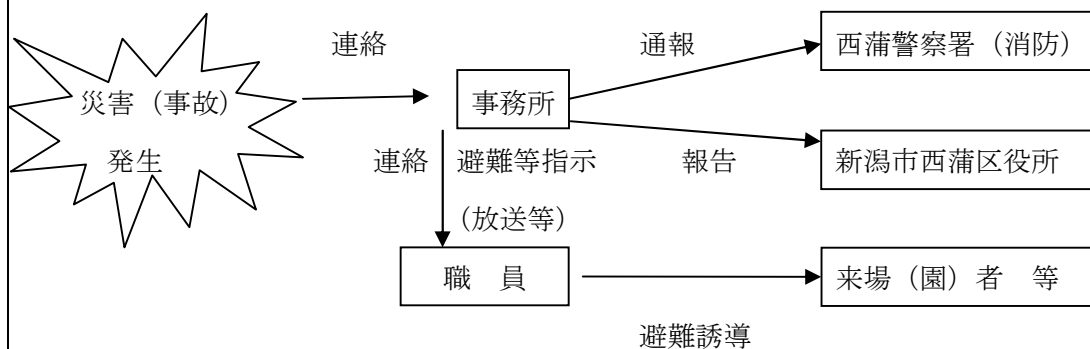 連絡
通報
西蒲警察署（消防）
災害（事故）
発生
事務所
連絡
避難等指示
（放送等）
報告
新潟市西蒲区役所
職　員
来場（園）者　等
避難誘導